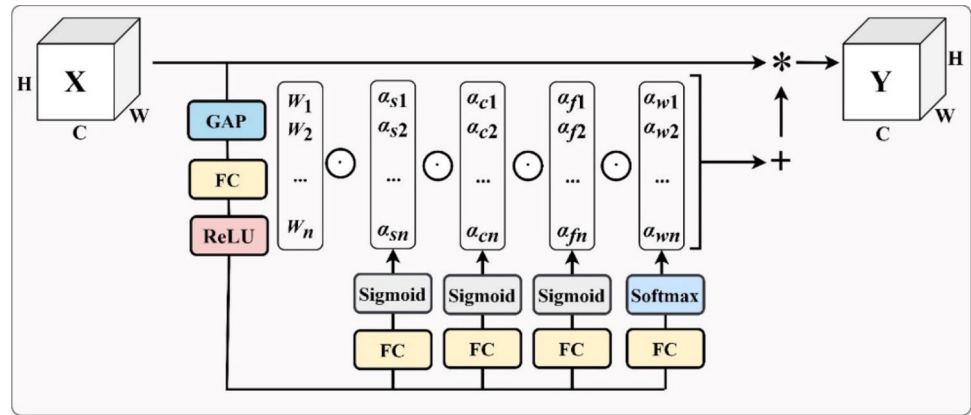 H
X
W
C
GAP
FC
ReLU
W1
W2
...
Wn
αs1
αs2
...
αsn
αc1
αc2
...
αcn
αf1
αf2
...
αfn
αw1
αw2
...
αwn
*
+
Y
H
W
C
Sigmoid
Sigmoid
Sigmoid
Softmax
FC
FC
FC
FC